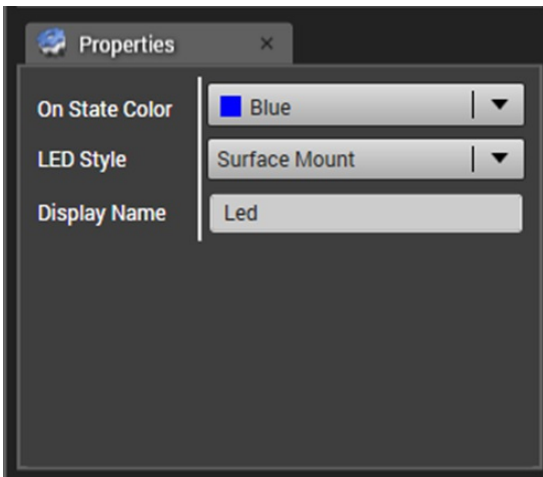 Properties
On State Color Blue
LED Style Surface Mount
Display Name Led